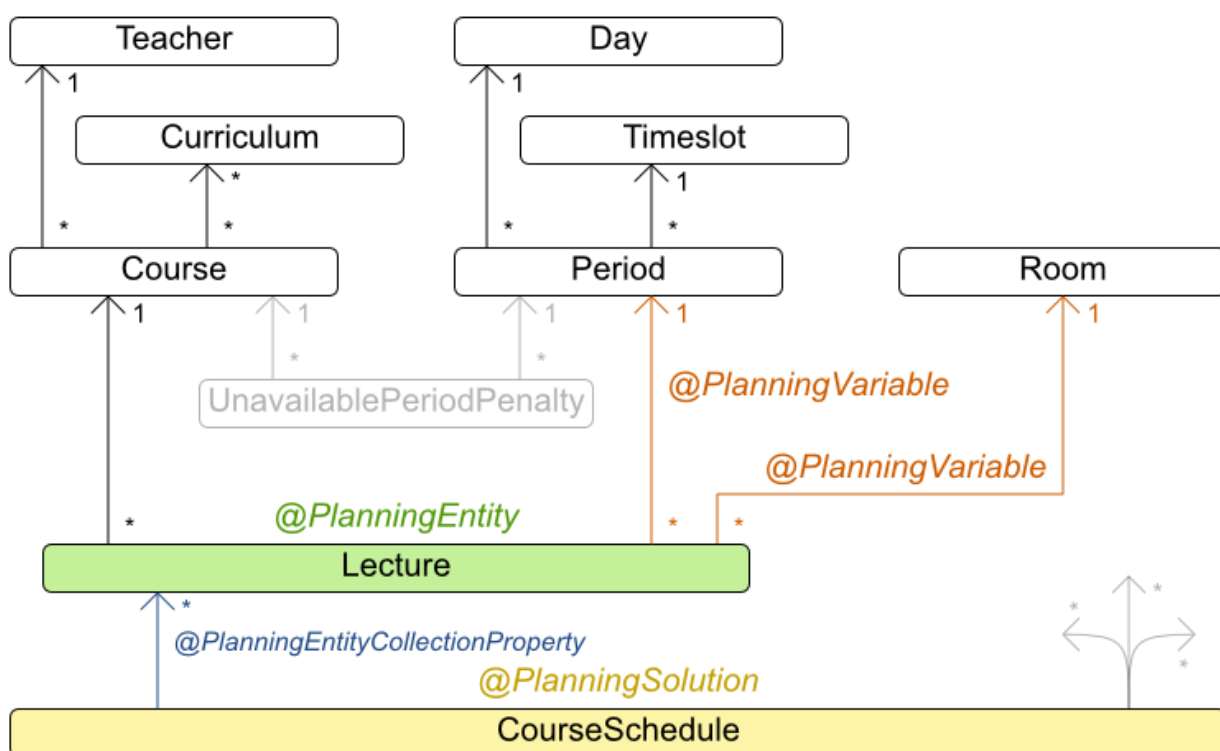 Teacher
Day
1
1
Curriculum
Timeslot
*
1
*
*
*
*
Course
Period
Room
1
1
1
1
1
*
*
UnavailablePeriodPenalty
@PlanningVariable
@PlanningVariable
@PlanningEntity
*
*
*
Lecture
*
*
*
@PlanningEntityCollectionProperty
*
@PlanningSolution
CourseSchedule